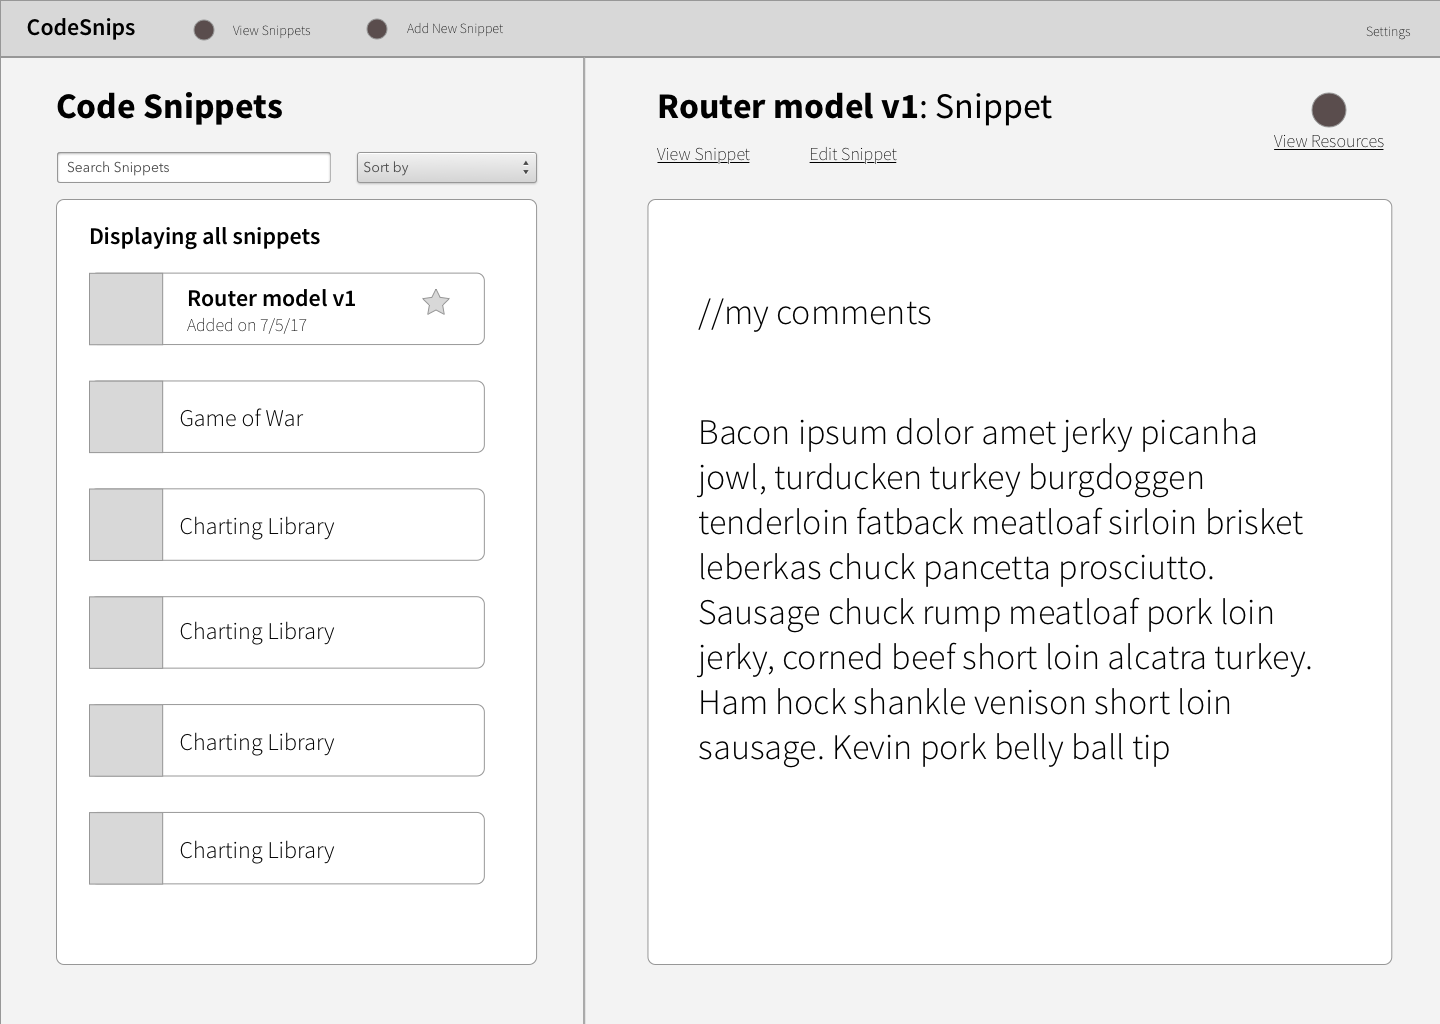 CodeSnips
View Snippets
Add New Snippet
Settings
Code Snippets
Search Snippets
Sort by
Displaying all snippets
Router model v1
Added on 7/5/17
Game of War
Charting Library
Charting Library
Charting Library
Charting Library
Router model v1: Snippet
View Snippet
Edit Snippet
View Resources
//my comments
Bacon ipsum dolor amet jerky picanha
jowl, turducken turkey burgdoggen
tenderloin fatback meatloaf sirloin brisket
leberkas chuck pancetta prosciutto.
Sausage chuck rump meatloaf pork loin
jerky, corned beef short loin alcatra turkey.
Ham hock shankle venison short loin
sausage. Kevin pork belly ball tip